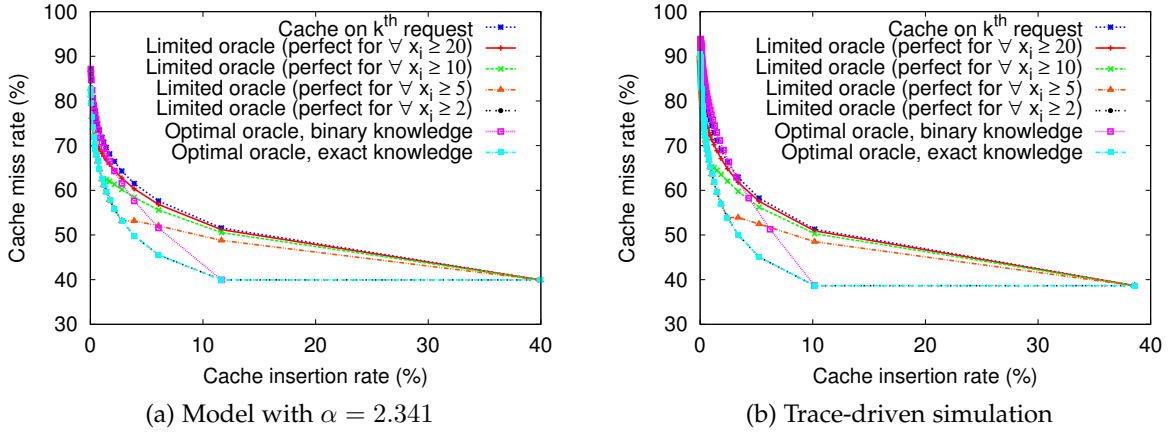 100
90
80
70
60
50
40
30
Cache miss rate (%)
Cache on kth request
Limited oracle (perfect for ∀ xi ≥ 20)
Limited oracle (perfect for ∀ xi ≥ 10)
Limited oracle (perfect for ∀ xi ≥ 5)
Limited oracle (perfect for ∀ xi ≥ 2)
Optimal oracle, binary knowledge
Optimal oracle, exact knowledge
0 10 20 30 40
Cache insertion rate (%)
(a) Model with α = 2.341
100
90
80
70
60
50
40
30
Cache miss rate (%)
Cache on kth request
Limited oracle (perfect for ∀ xi ≥ 20)
Limited oracle (perfect for ∀ xi ≥ 10)
Limited oracle (perfect for ∀ xi ≥ 5)
Limited oracle (perfect for ∀ xi ≥ 2)
Optimal oracle, binary knowledge
Optimal oracle, exact knowledge
0 10 20 30 40
Cache insertion rate (%)
(b) Trace-driven simulation